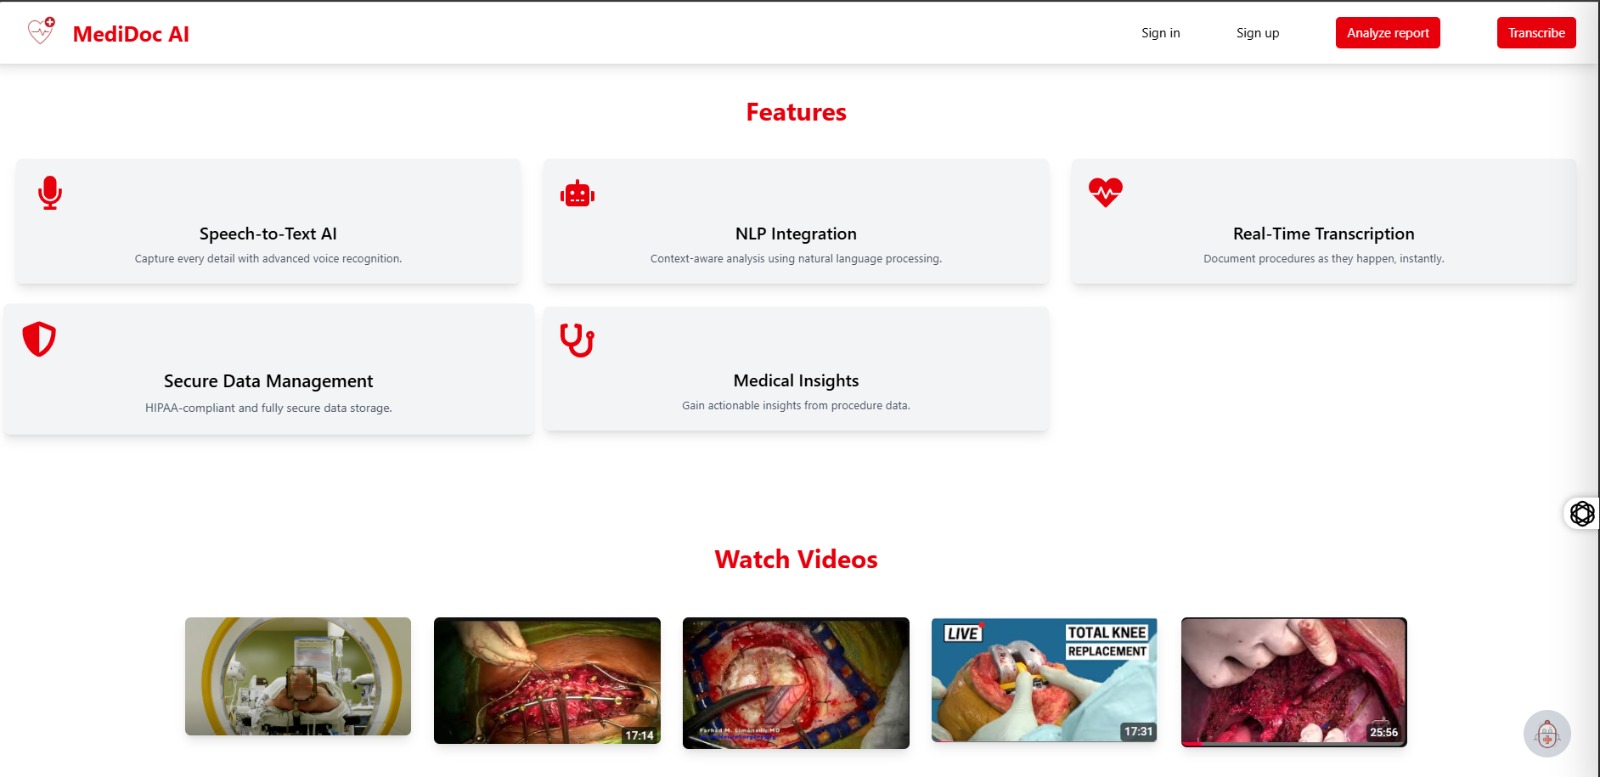 MediDoc AI
Sign in
Sign up
Analyze report
Transcribe
Features
Speech-to-Text AI
Capture every detail with advanced voice recognition.
NLP Integration
Context-aware analysis using natural language processing.
Real-Time Transcription
Document procedures as they happen, instantly.
Secure Data Management
HIPAA-compliant and fully secure data storage.
Medical Insights
Gain actionable insights from procedure data.
Watch Videos
17:14
LIVE
TOTAL KNEE
REPLACEMENT
17:31
25:56